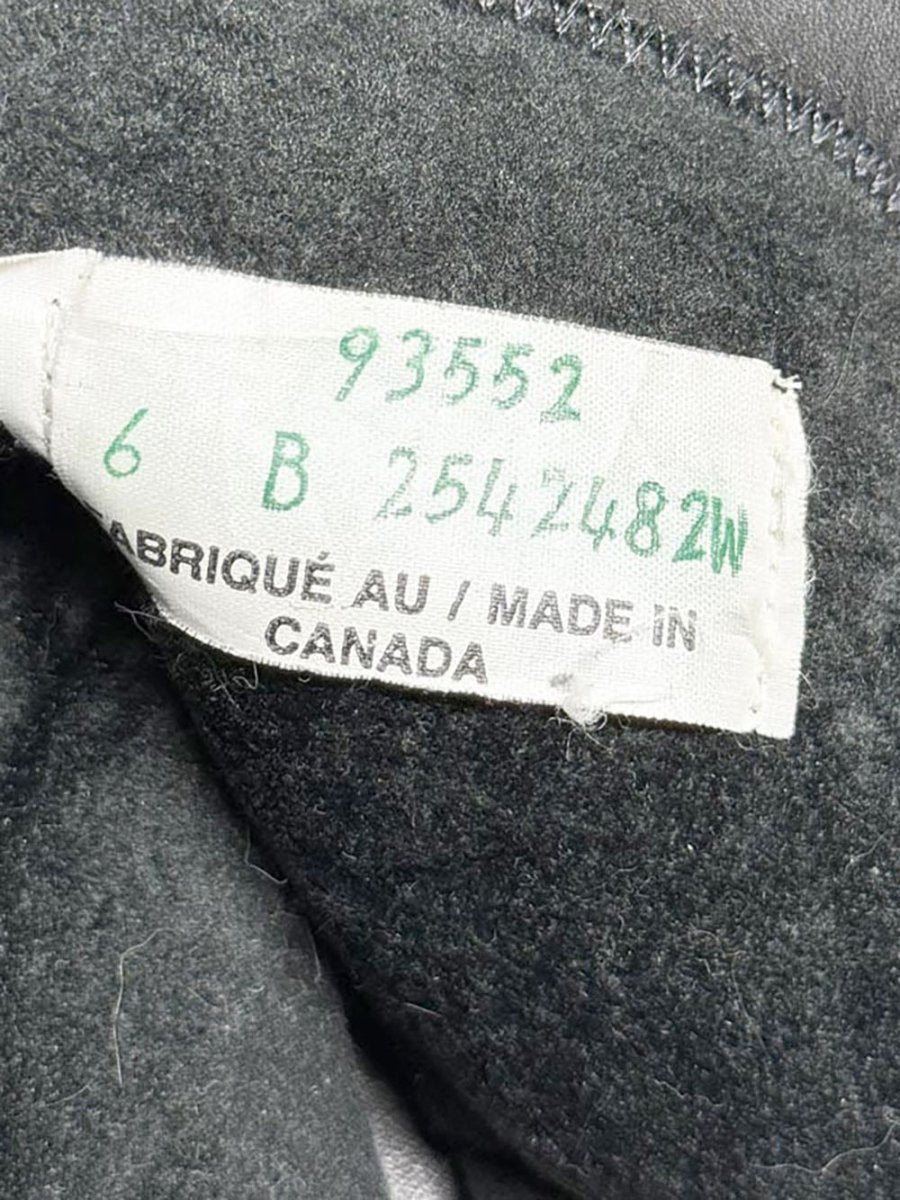 93552
6 B 2542482W
FABRIQUÉ AU / MADE IN
CANADA